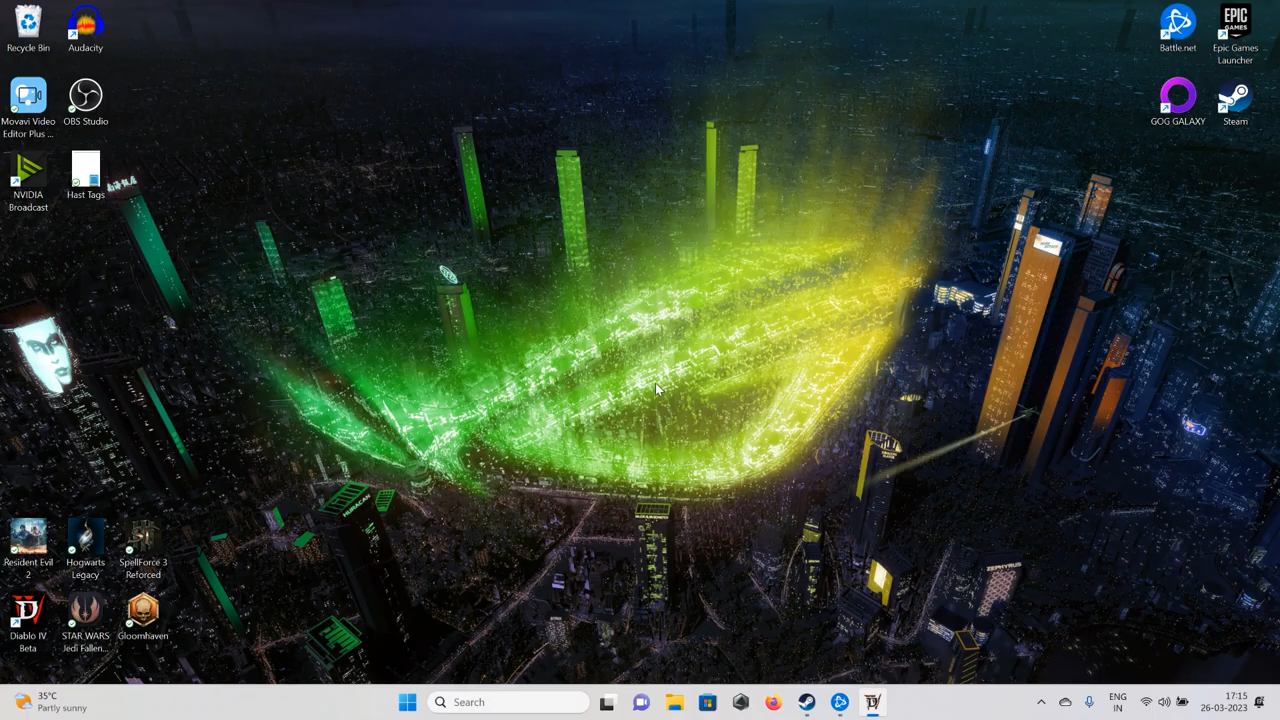 Recycle Bin
Audacity
Battle.net
EPIC
GAMES
Epic Games
Launcher
Movavi Video
Editor Plus ...
OBS Studio
GOG GALAXY
Steam
NVIDIA
Broadcast
Hast Tags
HURACAN
ZEPHYRUS
Resident Evil
2
Hogwarts
Legacy
SpellForce 3
Reforced
Diablo IV
Beta
STAR WARS
Jedi Fallen...
Gloomhaven
35°C
Partly sunny
Search
ENG
IN
17:15
26-03-2023